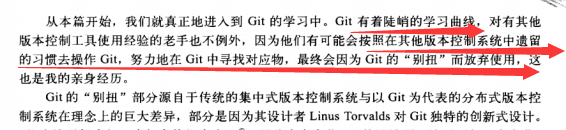 从本篇开始，我们就真正地进入到 Git 的学习中。Git 有着陡峭的学习曲线，对有其他
版本控制工具使用经验的老手也不例外，因为他们有可能会按照在其他版本控制系统中遗留
的习惯去操作 Git，努力地在 Git 中寻找对应物，最终会因为 Git 的“别扭”而放弃使用，这
也是我的亲身经历。
Git 的“别扭”部分源自于传统的集中式版本控制系统与以 Git 为代表的分布式版本控制
系统在理念上的巨大差异，部分是因为其设计者 Linus Torvalds 对 Git 独特的创新式设计。